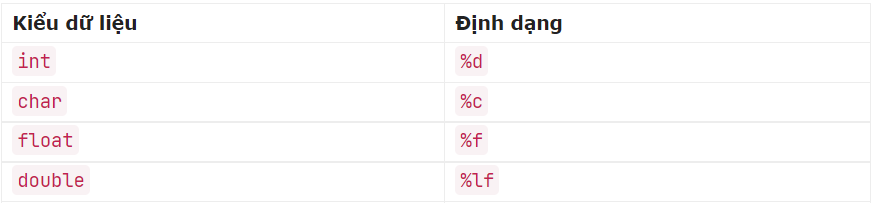 Kiểu dữ liệu Định dạng
int %d
char %c
float %f
double %lf